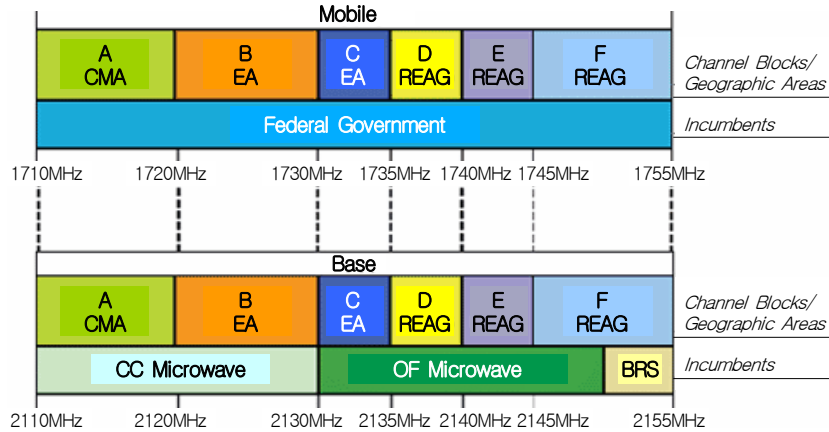 Mobile
A B C D E F
CMA EA EA REAG REAG REAG
Channel Blocks/
Geographic Areas
Federal Government
Incumbents
1710MHz 1720MHz 1730MHz 1735MHz 1740MHz 1745MHz 1755MHz
Base
A B C D E F
CMA EA EA REAG REAG REAG
Channel Blocks/
Geographic Areas
CC Microwave OF Microwave BRS
Incumbents
2110MHz 2120MHz 2130MHz 2135MHz 2140MHz 2145MHz 2155MHz